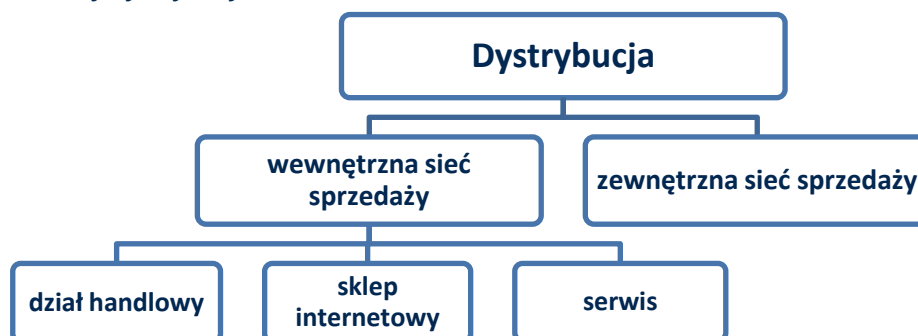 Dystrybucja
wewnętrzna sieć
sprzedaży
zewnętrzna sieć sprzedaży
dział handlowy
sklep
internetowy
serwis